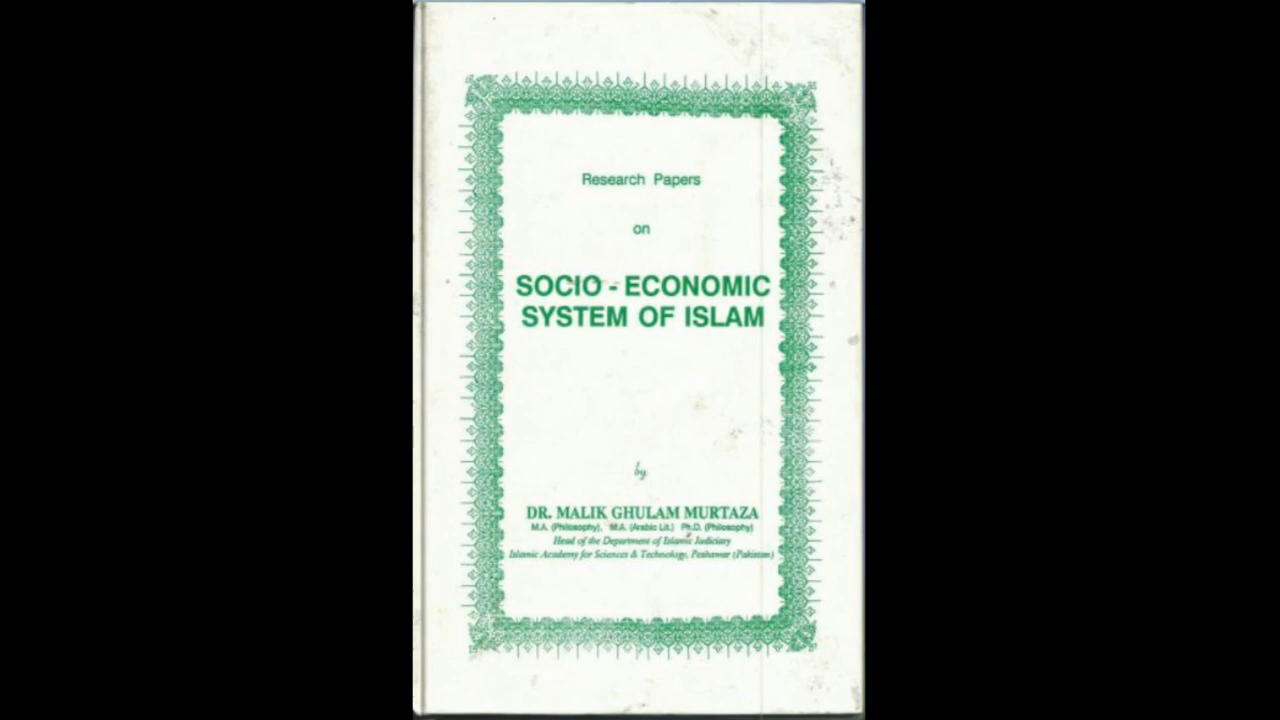 Research Papers
on
SOCIO - ECONOMIC
SYSTEM OF ISLAM
by
DR. MALIK GHULAM MURTAZA
M.A. (Philosophy), M.A. (Arabic Lit.) Ph.D. (Philosophy)
Head of the Department of Islamic Judiciary
Islamic Academy for Sciences & Technology, Peshawar (Pakistan)